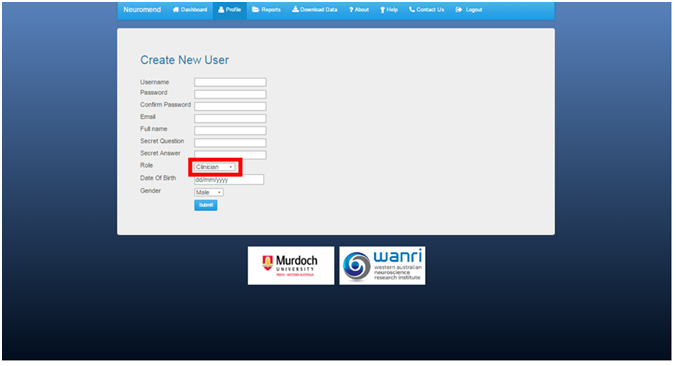 Neuromend Dashboard Profile Reports Download Data ? About Help Contact Us Logout
Create New User
Username
Password
Confirm Password
Email
Full name
Secret Question
Secret Answer
Role Clinician
Date Of Birth dd/mm/yyyy
Gender Male
Submit
Murdoch
UNIVERSITY
PERTH · WESTERN AUSTRALIA
wanri
western australian
neuroscience
research institute